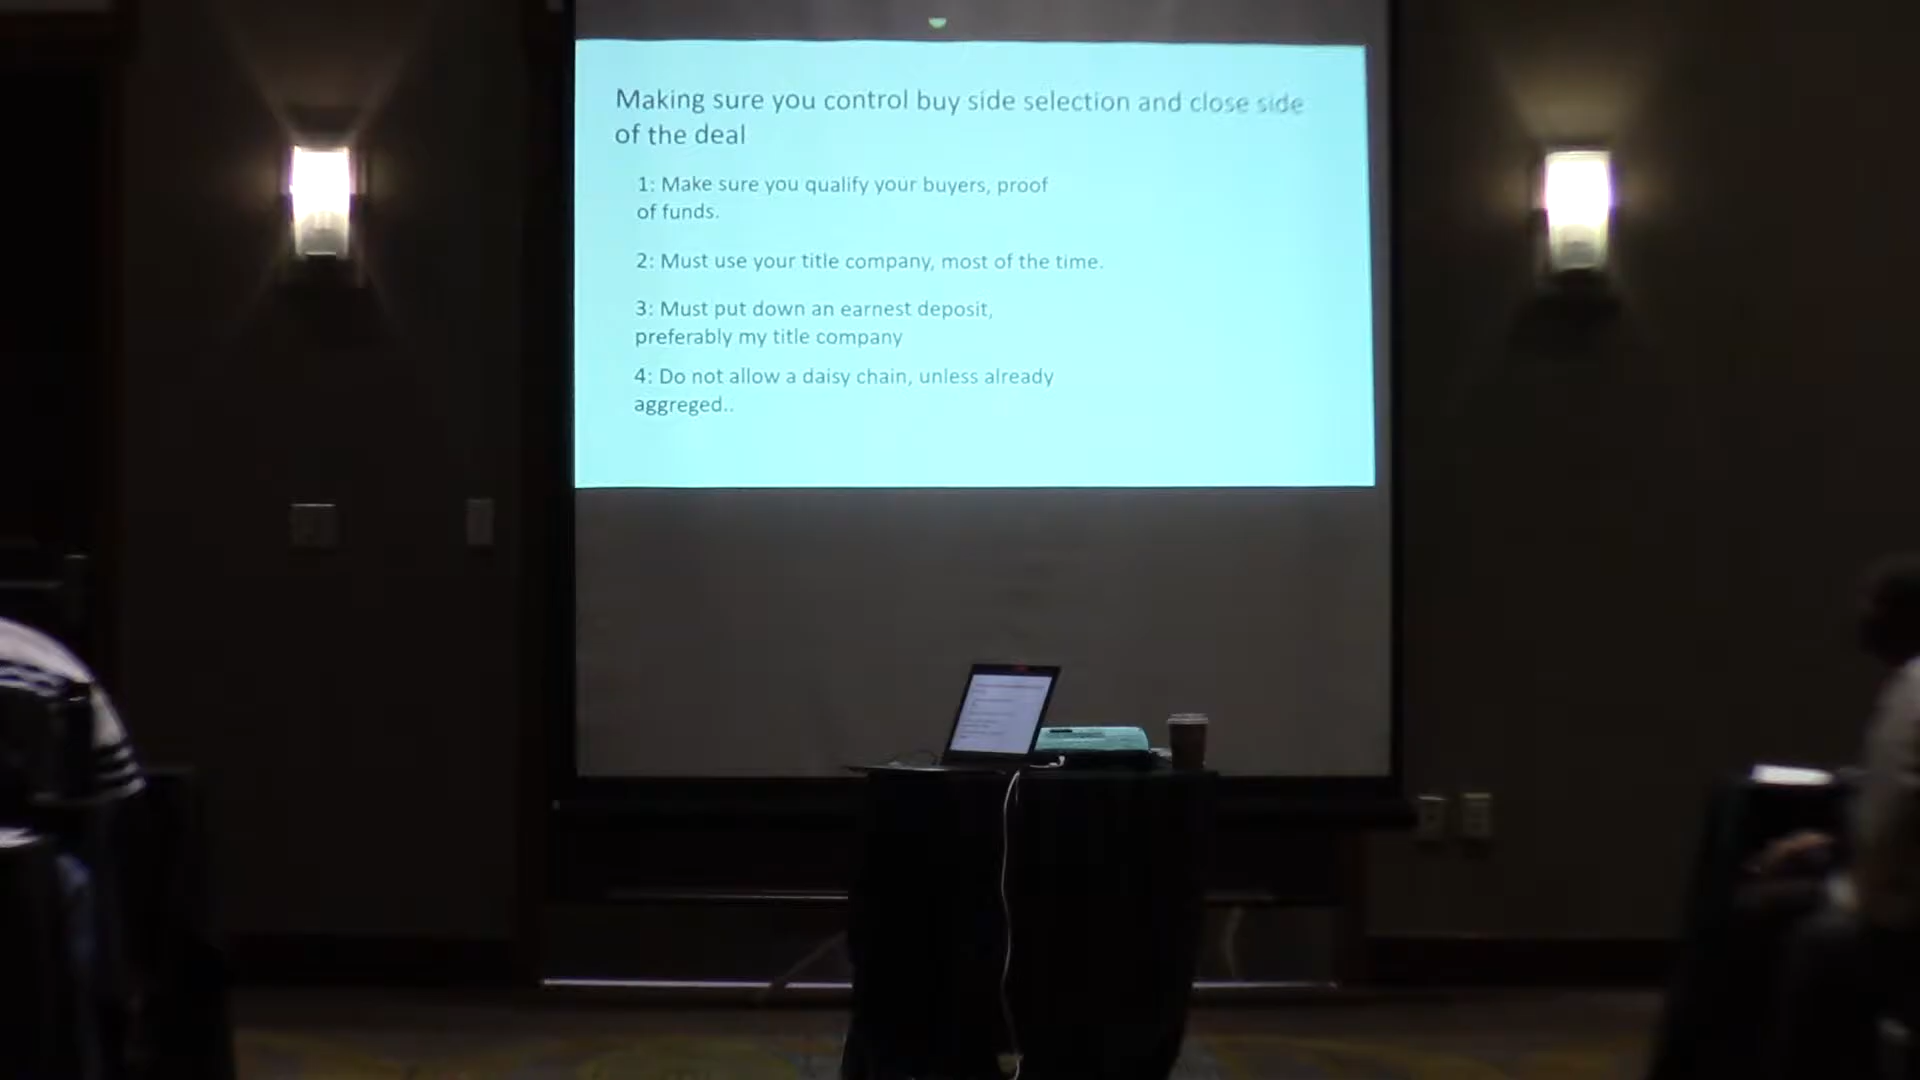 Making sure you control buy side selection and close side
of the deal
1: Make sure you qualify your buyers, proof
of funds.
2: Must use your title company, most of the time.
3: Must put down an earnest deposit,
preferably my title company
4: Do not allow a daisy chain, unless already
aggreged..